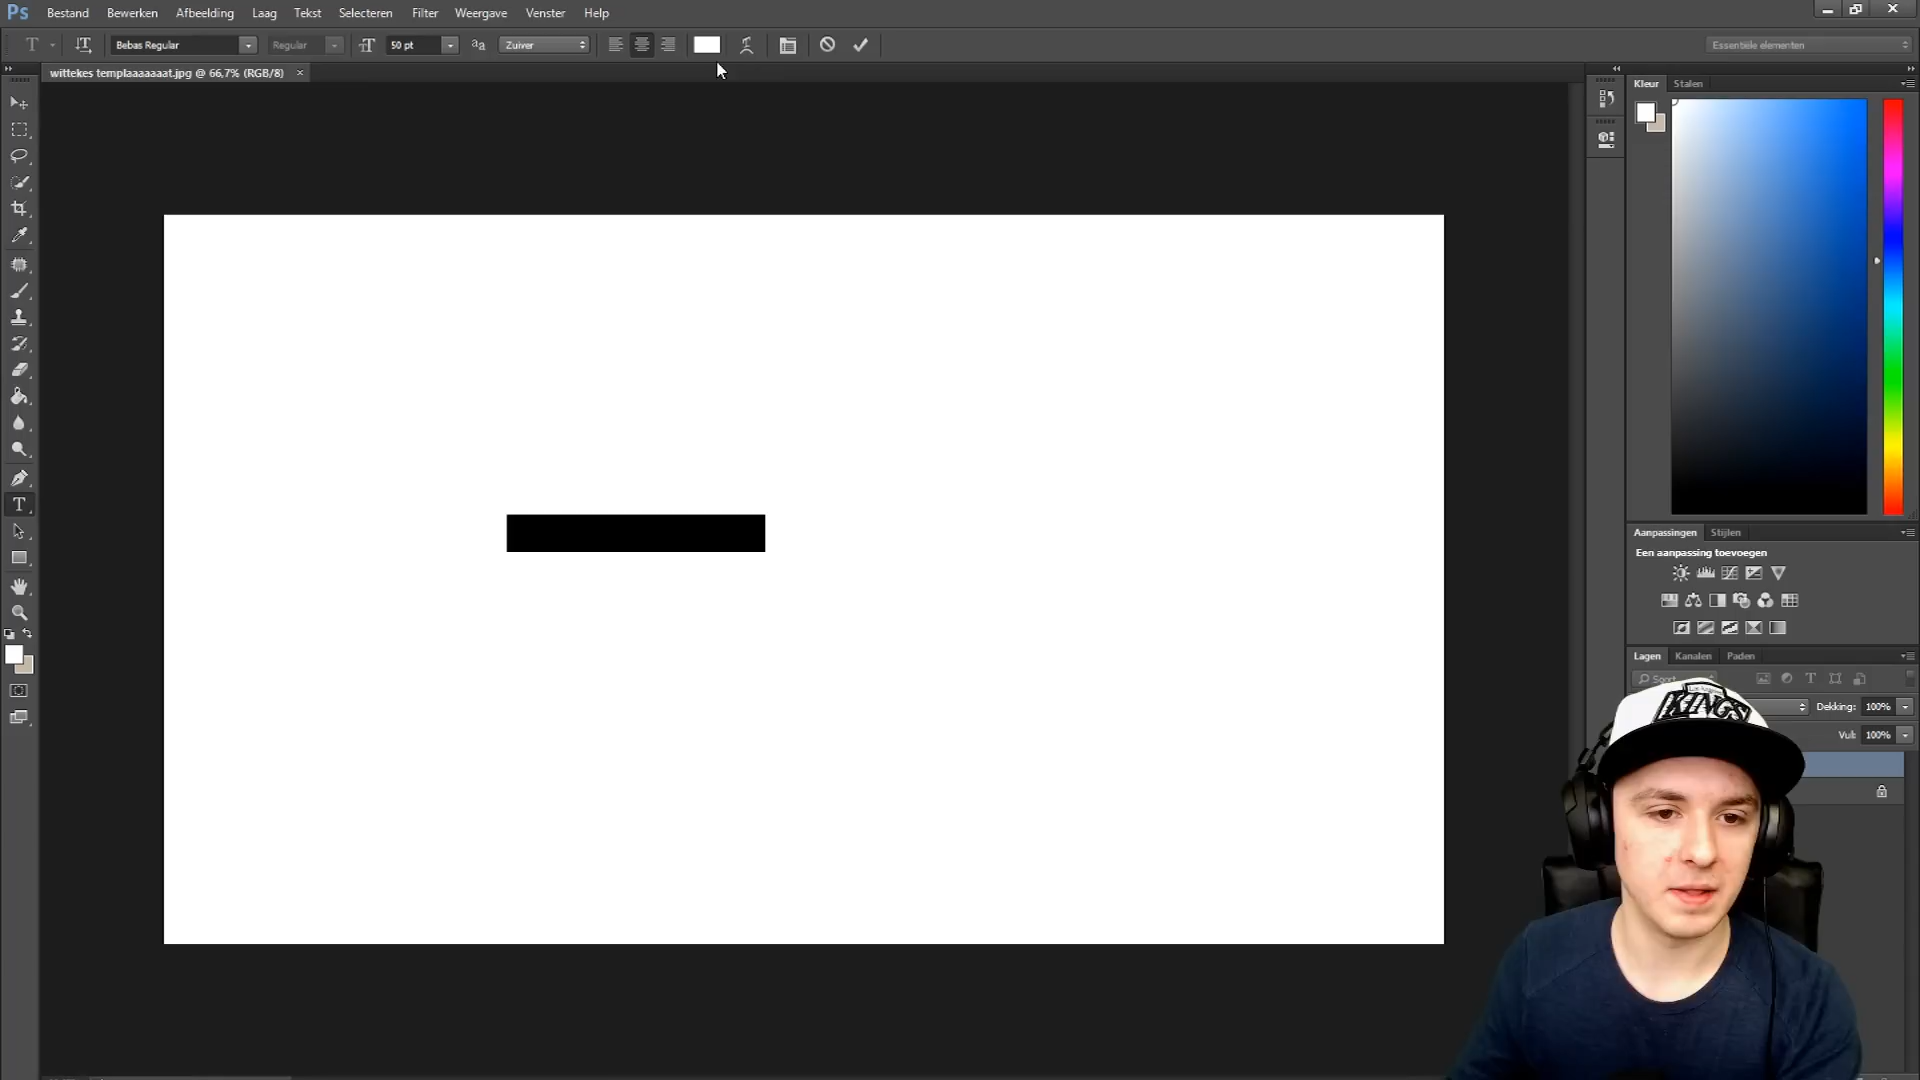 Ps Bestand Bewerken Afbeelding Laag Tekst Selecteren Filter Weergave Venster Help
T Bebas Regular Regular 50 pt Zuiver Essentiële elementen
wittekes templaaaaaaat.jpg @ 66,7% (RGB/8) ×
Kleur Stalen
Aanpassingen Stijlen
Een aanpassing toevoegen
Lagen Kanalen Paden
Soort
Dekking: 100%
Vul: 100%
KINGS